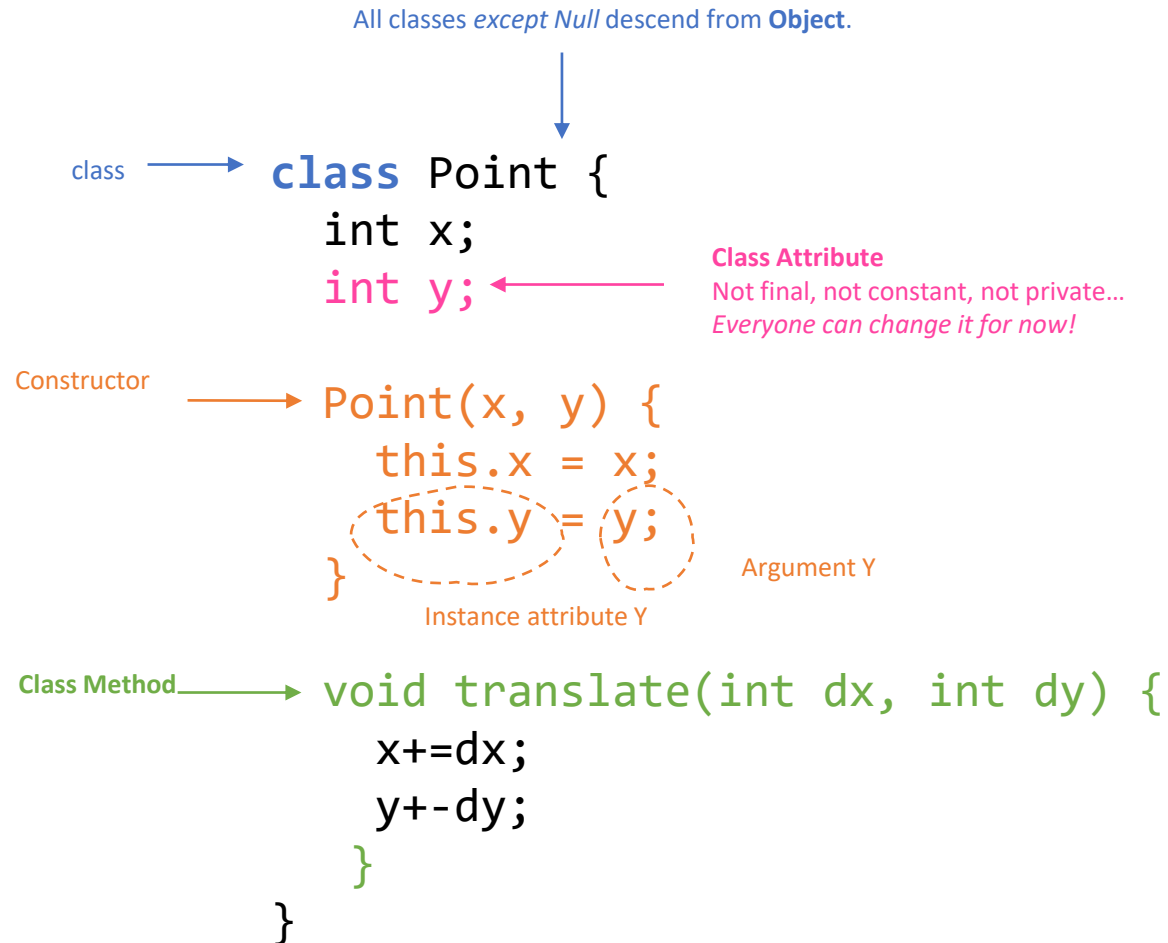 All classes except Null descend from Object.
class
class Point {
int x;
int y;
Class Attribute
Not final, not constant, not private…
Everyone can change it for now!
Constructor
Point(x, y) {
this.x = x;
this.y = y;
}
Argument Y
Instance attribute Y
Class Method
void translate(int dx, int dy) {
x+=dx;
y+-dy;
}
}